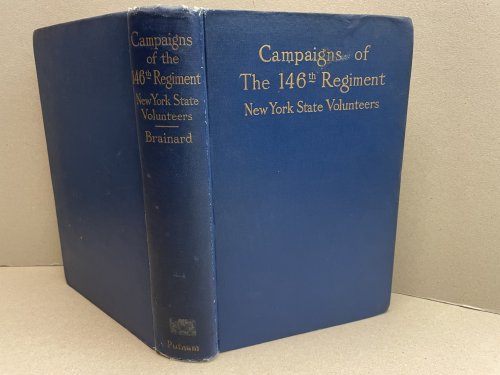 Campaigns
of the
146th Regiment
New York State
Volunteers
Brainard
Putnam
Campaigns of
The 146th Regiment
New York State Volunteers